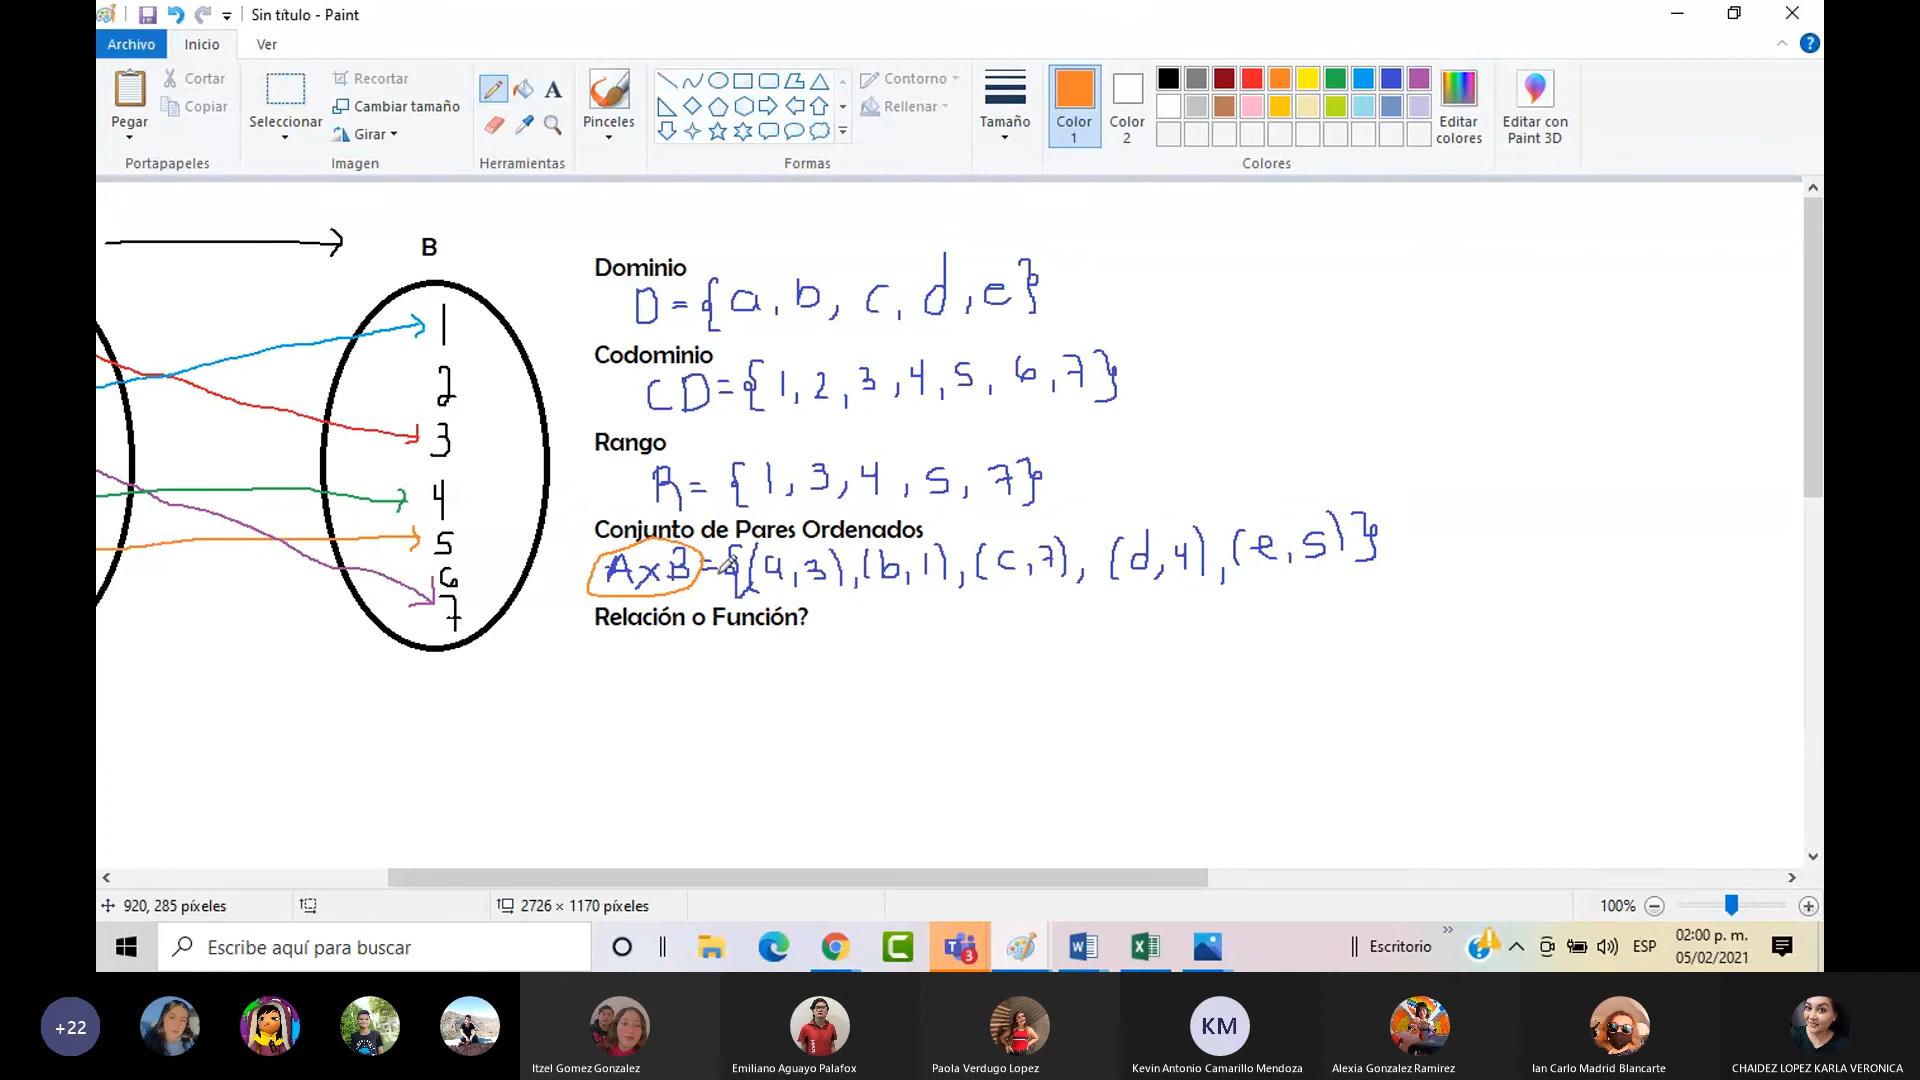 Sin título - Paint
Archivo Inicio Ver
Cortar
Copiar
Pegar
Portapapeles
Seleccionar
Recortar
Cambiar tamaño
Girar
Imagen
A
Herramientas
Pinceles
Contorno
Rellenar
Formas
Tamaño
Color 1
Color 2
Editar colores
Editar con Paint 3D
Colores
B
1
2
3
4
5
6
7
Dominio
D = {a, b, c, d, e}
Codominio
CD = {1, 2, 3, 4, 5, 6, 7}
Rango
R = {1, 3, 4, 5, 7}
Conjunto de Pares Ordenados
A x B = {(a, 3), (b, 1), (c, 7), (d, 4), (e, 5)}
Relación o Función?
920, 285 píxeles
2726 × 1170 píxeles
100%
Escribe aquí para buscar
3
Escritorio
ESP
02:00 p. m.
05/02/2021
+22
KM
Itzel Gomez Gonzalez
Emiliano Aguayo Palafox
Paola Verdugo Lopez
Kevin Antonio Camarillo Mendoza
Alexia Gonzalez Ramirez
Ian Carlo Madrid Blancarte
CHAIDEZ LOPEZ KARLA VERONICA